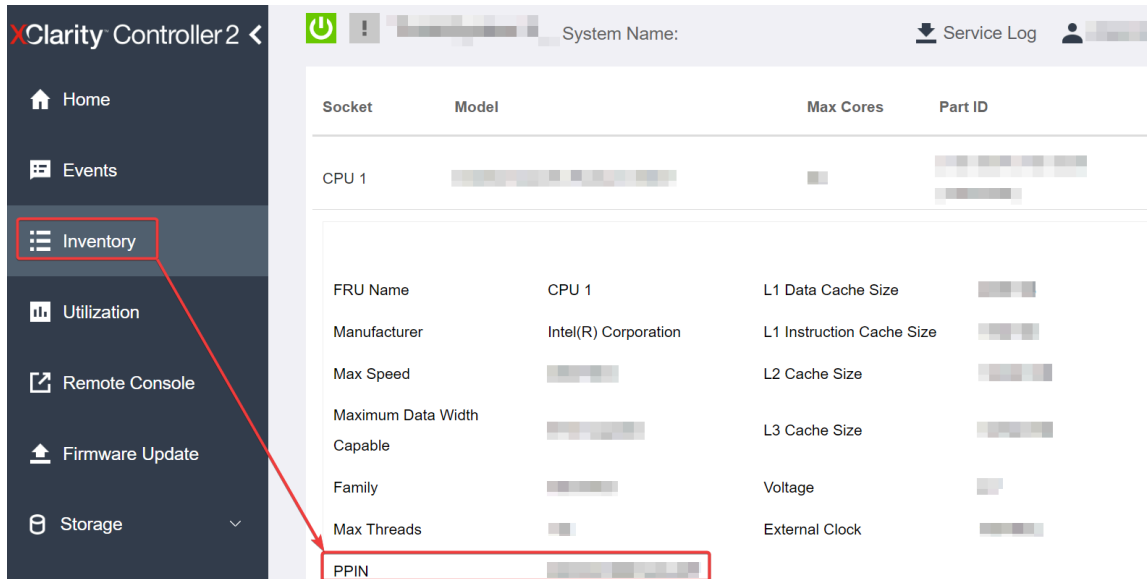 XClarity Controller 2
System Name:
Service Log
Home
Events
Inventory
Utilization
Remote Console
Firmware Update
Storage
Socket Model Max Cores Part ID
CPU 1
FRU Name CPU 1 L1 Data Cache Size
Manufacturer Intel(R) Corporation L1 Instruction Cache Size
Max Speed L2 Cache Size
Maximum Data Width
Capable
L3 Cache Size
Family Voltage
Max Threads External Clock
PPIN